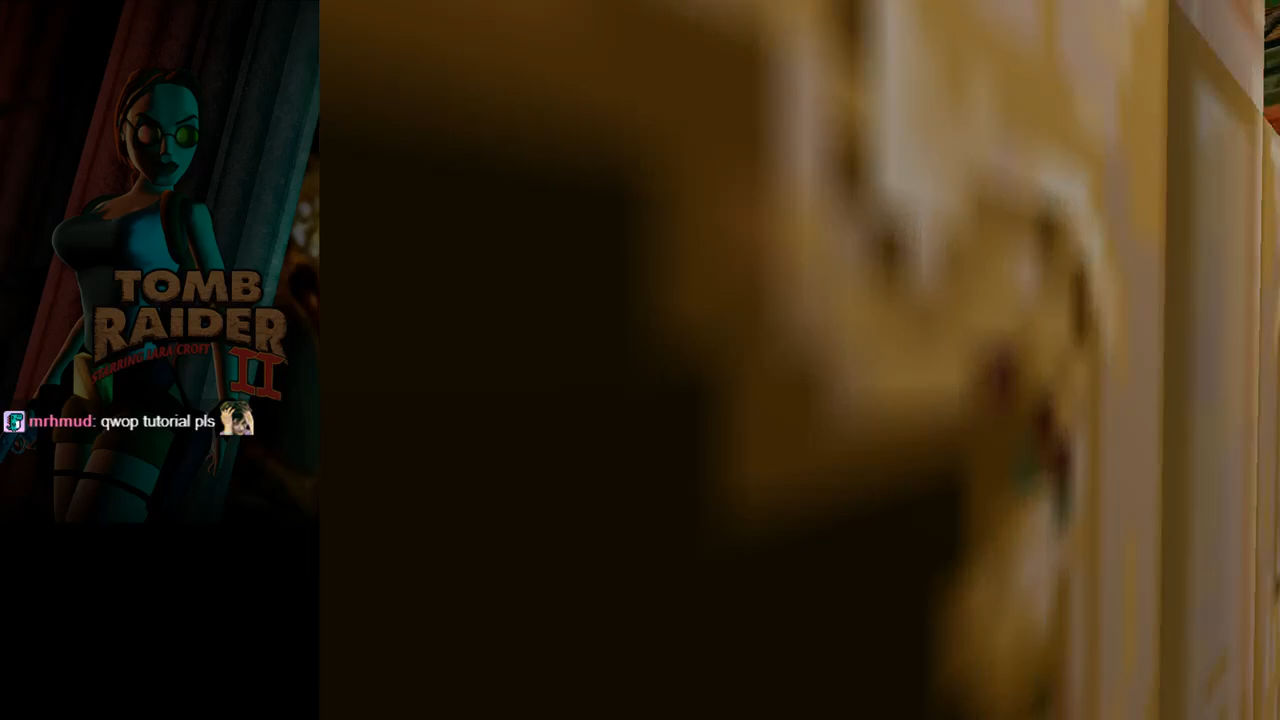 TOMB
RAIDER
STARRING LARA CROFT
II
mrhmud: qwop tutorial pls